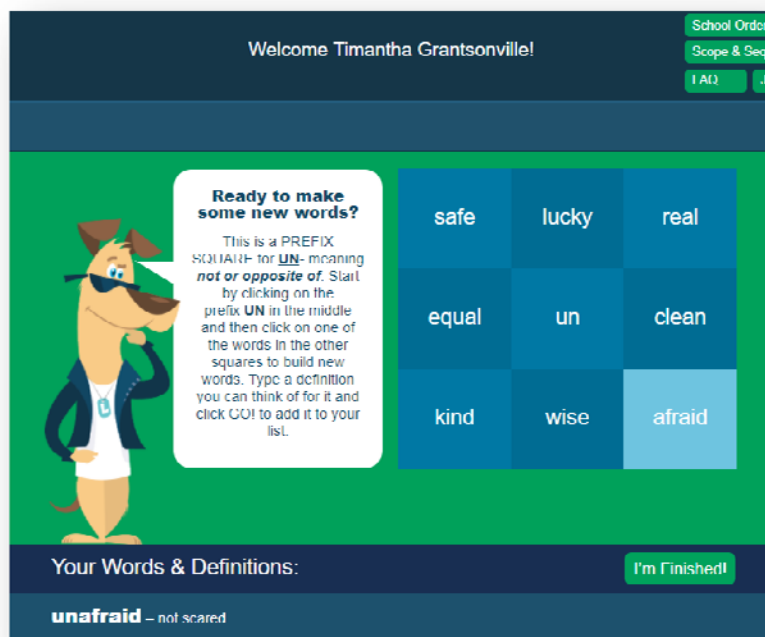 Welcome Timantha Grantsonville!
School Order
Scope & Seq
FAQ
Ready to make
some new words?
This is a PREFIX
SQUARE for UN- meaning
not or opposite of. Start
by clicking on the
prefix UN in the middle
and then click on one of
the words in the other
squares to build new
words. Type a definition
you can think of for it and
click GO! to add it to your
list.
safe lucky real
equal un clean
kind wise afraid
L
Your Words & Definitions:
I'm Finished!
unafraid – not scared